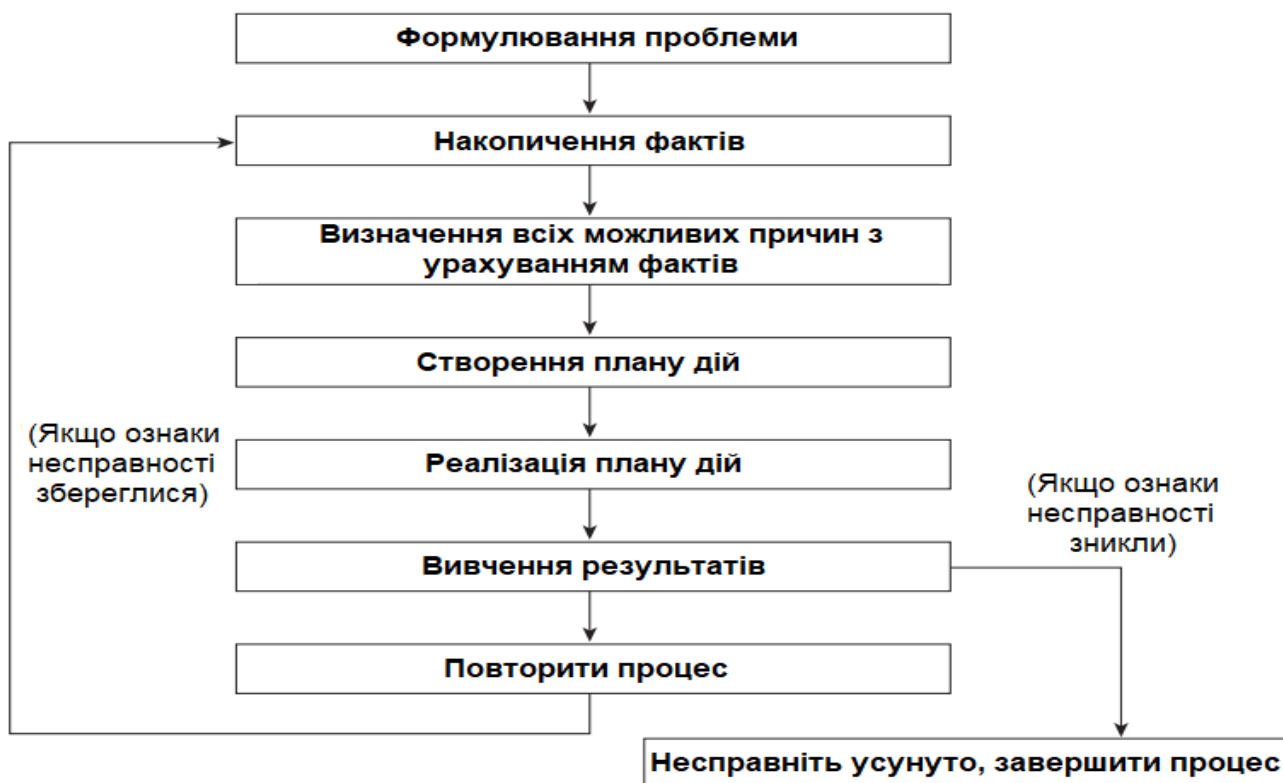 Формулювання проблеми
Накопичення фактів
Визначення всіх можливих причин з
урахуванням фактів
Створення плану дій
(Якщо ознаки
несправності
збереглися)
Реалізація плану дій
(Якщо ознаки
несправності
зникли)
Вивчення результатів
Повторити процес
Несправніть усунуто, завершити процес